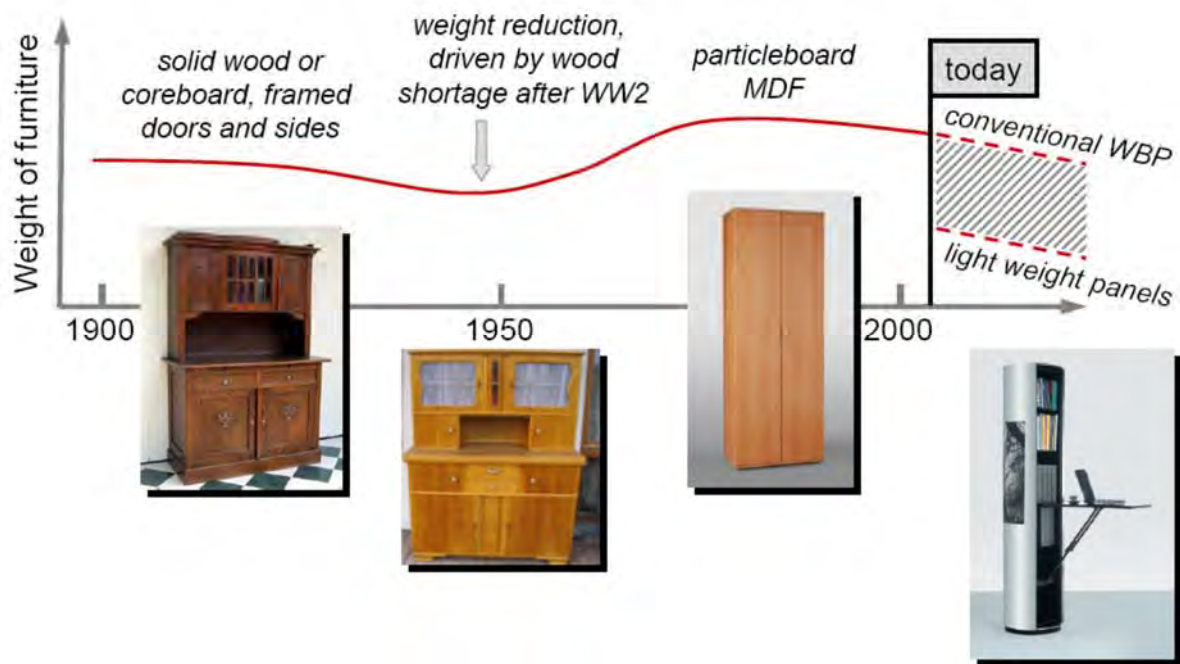 Weight of furniture
solid wood or
coreboard, framed
doors and sides
weight reduction,
driven by wood
shortage after WW2
particleboard
MDF
today
conventional WBP
light weight panels
1900
1950
2000